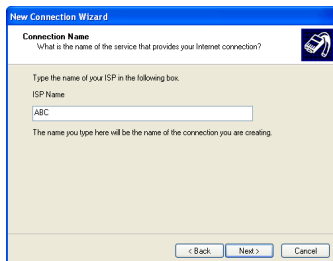 New Connection Wizard
Connection Name
What is the name of the service that provides your Internet connection?
Type the name of your ISP in the following box.
ISP Name
ABC
The name you type here will be the name of the connection you are creating.
< Back
Next >
Cancel